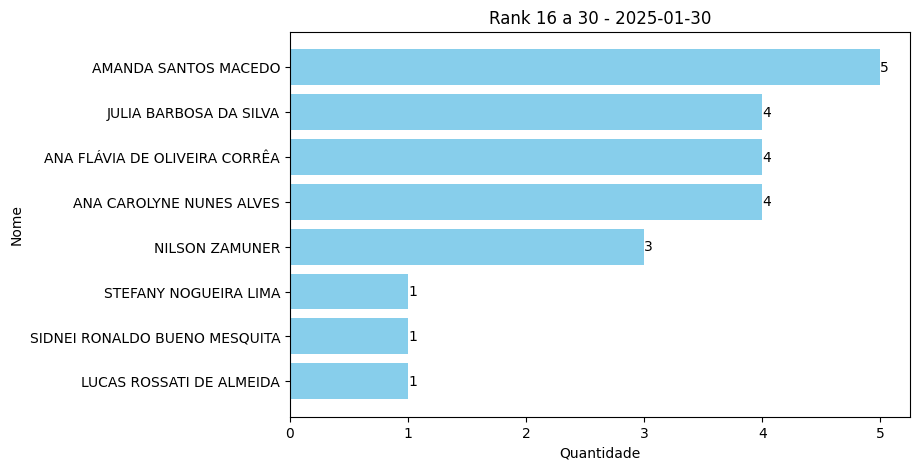 Rank 16 a 30 - 2025-01-30
AMANDA SANTOS MACEDO
5
JULIA BARBOSA DA SILVA
4
ANA FLÁVIA DE OLIVEIRA CORRÊA
4
ANA CAROLYNE NUNES ALVES
4
NILSON ZAMUNER
3
STEFANY NOGUEIRA LIMA
1
SIDNEI RONALDO BUENO MESQUITA
1
LUCAS ROSSATI DE ALMEIDA
1
Nome
0 1 2 3 4 5
Quantidade